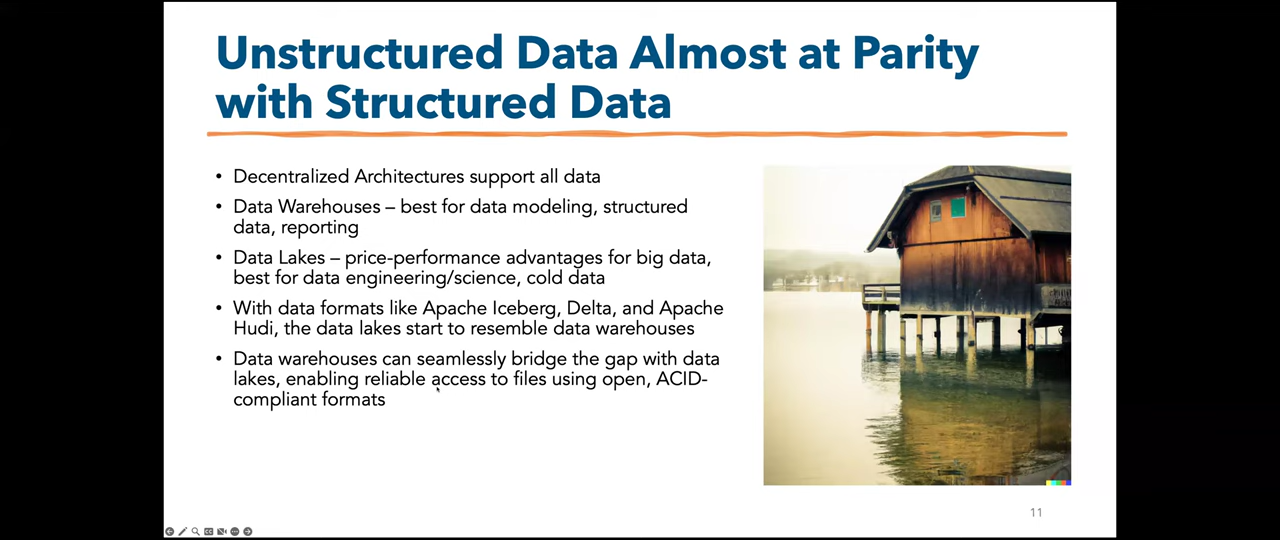 Unstructured Data Almost at Parity
with Structured Data
• Decentralized Architectures support all data
• Data Warehouses – best for data modeling, structured
data, reporting
• Data Lakes – price-performance advantages for big data,
best for data engineering/science, cold data
• With data formats like Apache Iceberg, Delta, and Apache
Hudi, the data lakes start to resemble data warehouses
• Data warehouses can seamlessly bridge the gap with data
lakes, enabling reliable access to files using open, ACID-
compliant formats
11